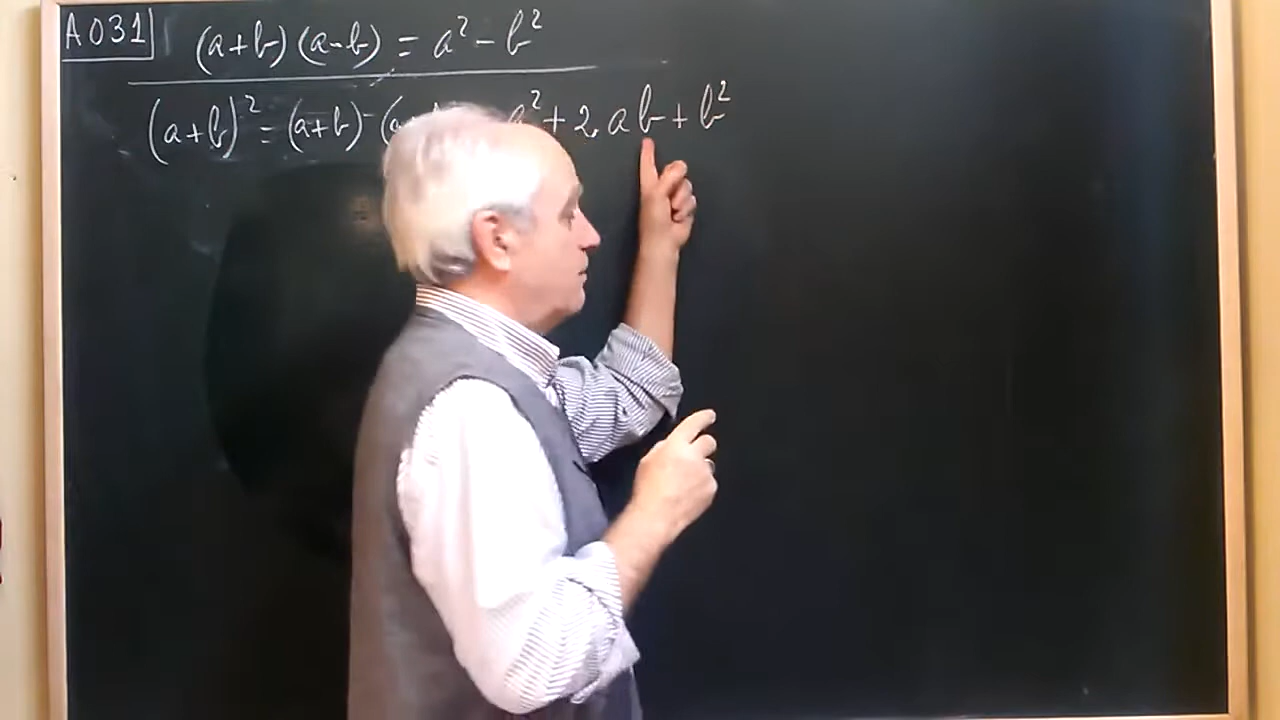 A031
(a+b)(a-b) = a² - b²
(a+b)² = (a+b)·(a+ a² + 2ab + b²